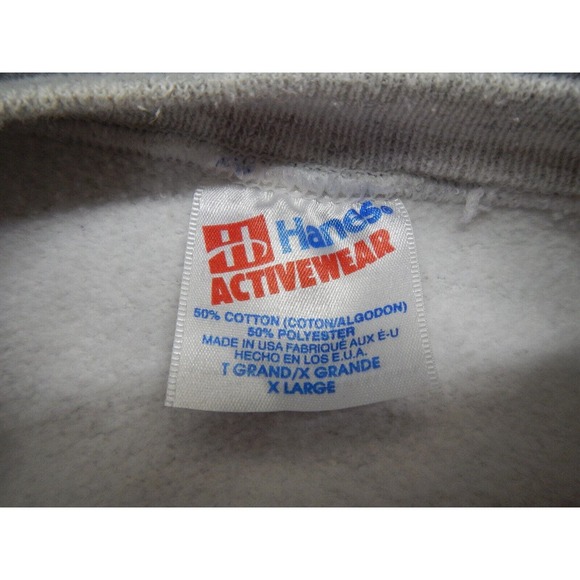 Hanes.
ACTIVEWEAR
50% COTTON (COTON/ALGODON)
50% POLYESTER
MADE IN USA FABRIQUÉ AUX É-U
HECHO EN LOS E.U.A.
T GRAND/X GRANDE
X LARGE